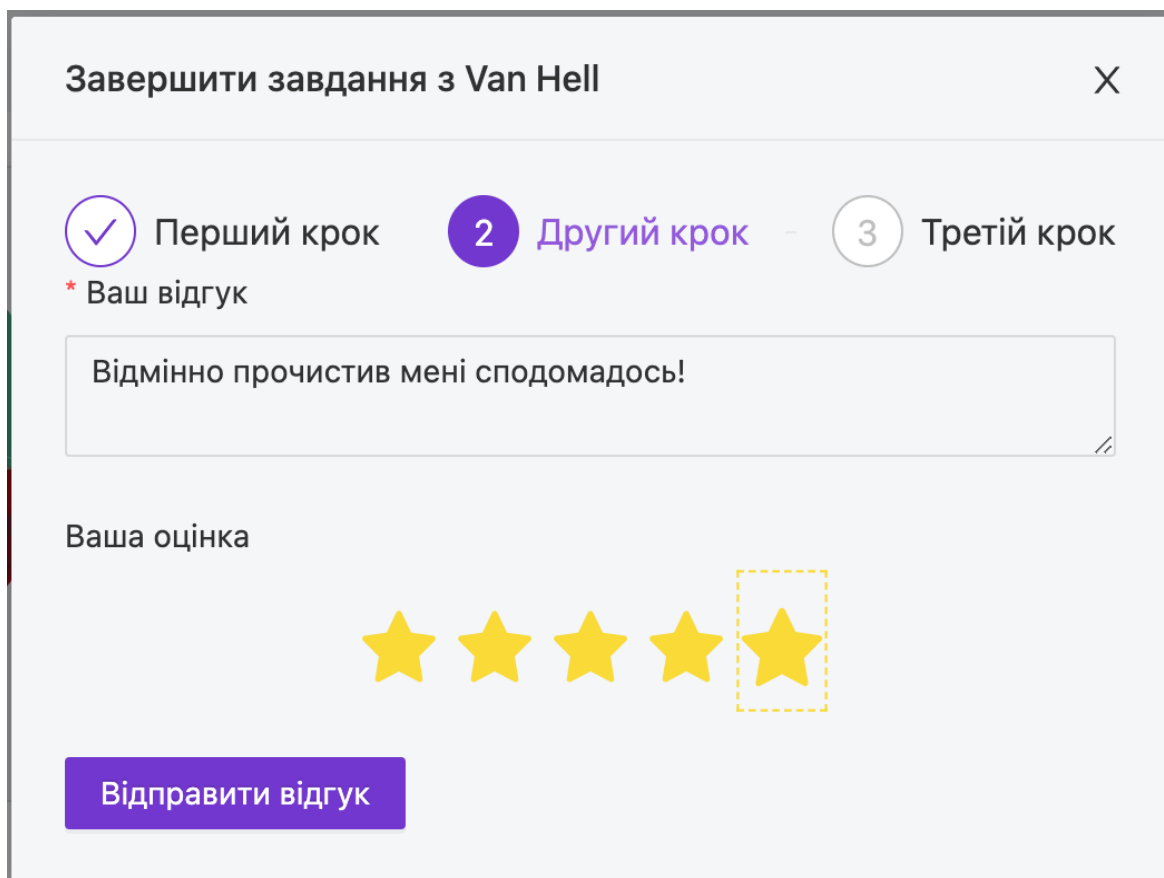 Завершити завдання з Van Hell X
Перший крок 2 Другий крок - 3 Третій крок
* Ваш відгук
Відмінно прочистив мені сподомадось!
Ваша оцінка
Відправити відгук